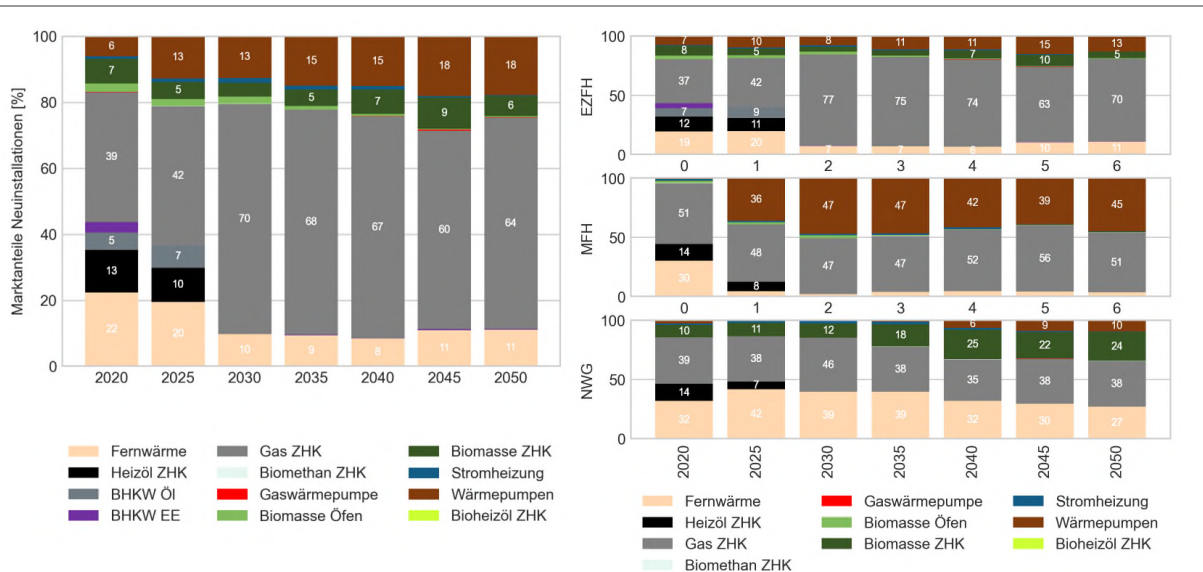 Marktanteile Neuinstallationen [%]
100
80
60
40
20
0
6 13 13 15 15 18 18
7 5 5 7 9 6
39 42 70 68 67 60 64
5 7
13 10
22 20 10 9 8 11 11
2020 2025 2030 2035 2040 2045 2050
Fernwärme Gas ZHK Biomasse ZHK
Heizöl ZHK Biomethan ZHK Stromheizung
BHKW Öl Gaswärmepumpe Wärmepumpen
BHKW EE Biomasse Öfen Bioheizöl ZHK
EZFH
100
50
0
7 10 8 11 11 15 13
8 5 7 10 5
37 42 77 75 74 63 70
7 9
12 11
19 20 7 7 8 10 11
0 1 2 3 4 5 6
MFH
100
50
0
36 47 47 42 39 45
51 48 47 47 52 56 51
14 8
30
0 1 2 3 4 5 6
NWG
100
50
0
6 9 10
10 11 12 18 25 22 24
39 38 46 38 35 38 38
14 7
32 42 39 39 32 30 27
2020 2025 2030 2035 2040 2045 2050
Fernwärme Gaswärmepumpe Stromheizung
Heizöl ZHK Biomasse Öfen Wärmepumpen
Gas ZHK Biomasse ZHK Bioheizöl ZHK
Biomethan ZHK